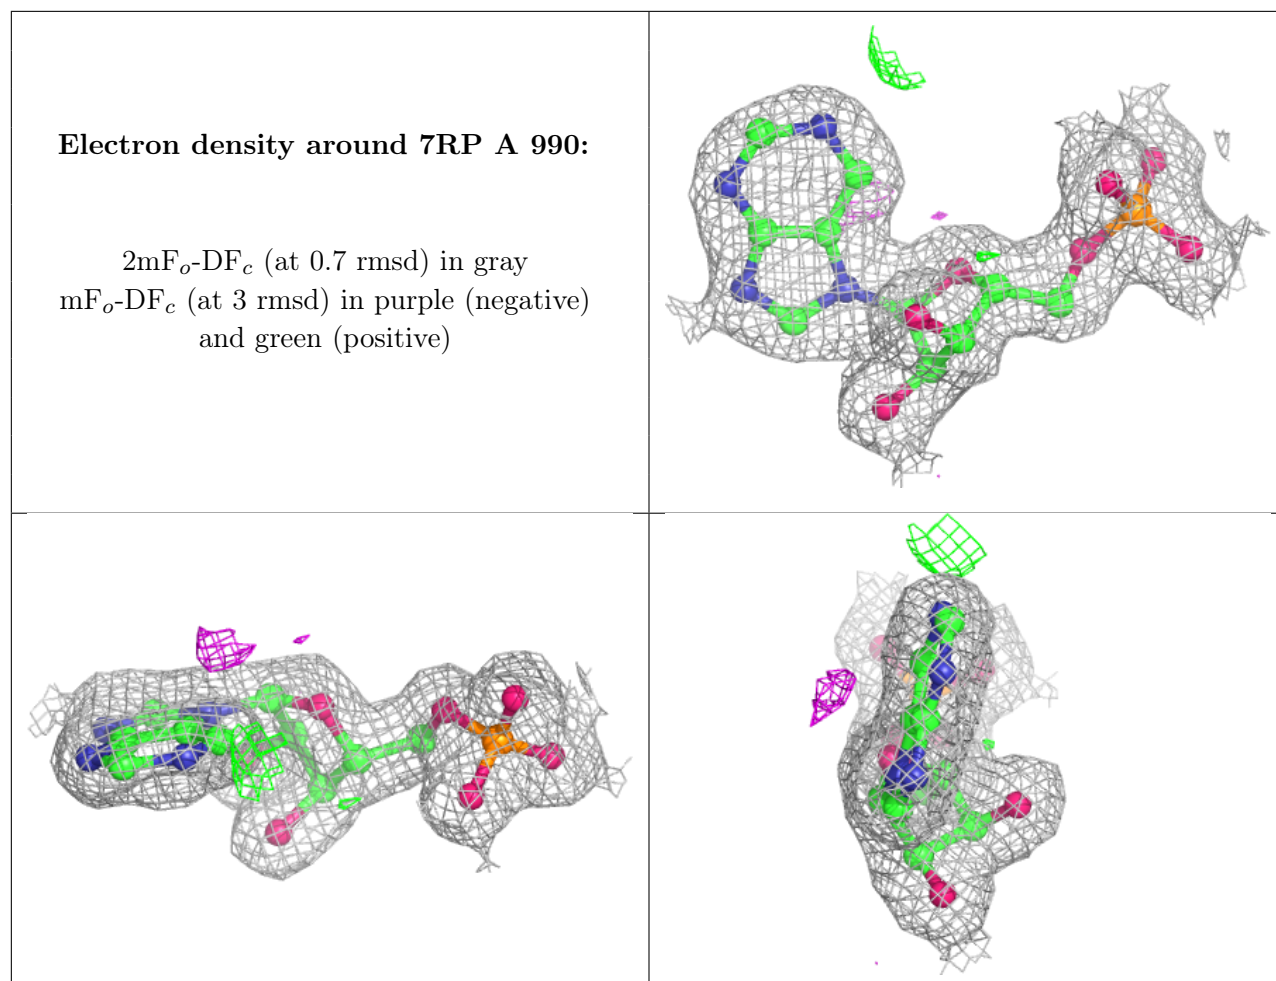 Electron density around 7RP A 990:
2mFo-DFc (at 0.7 rmsd) in gray
mFo-DFc (at 3 rmsd) in purple (negative)
and green (positive)